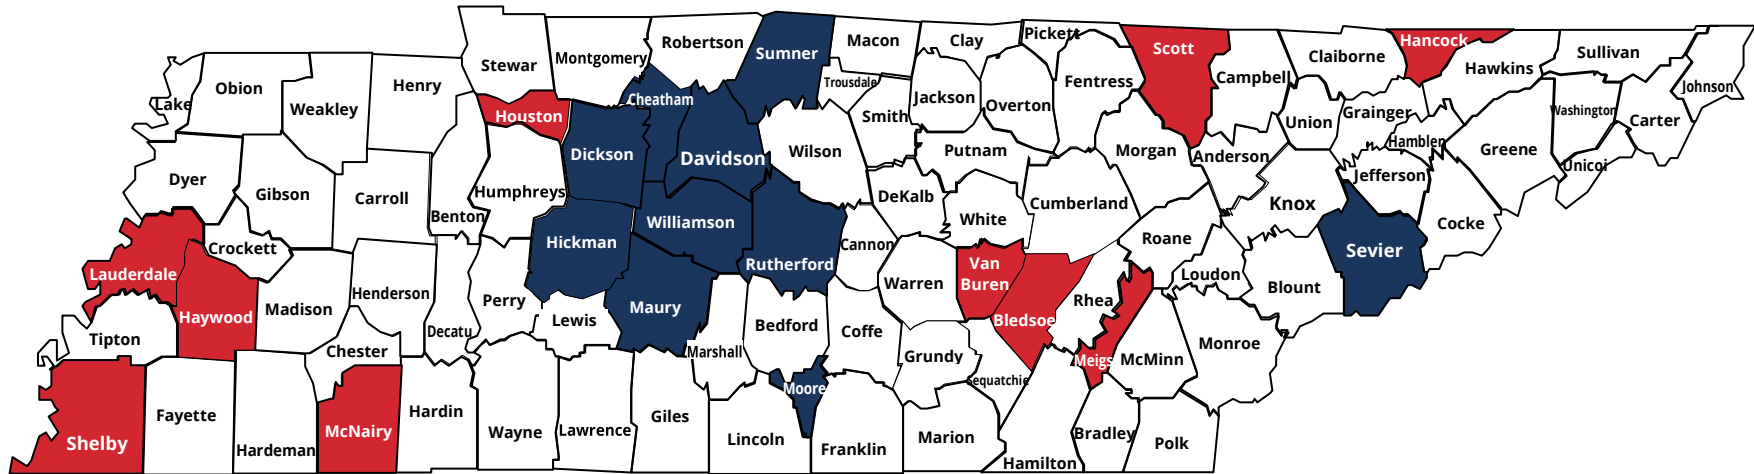 Pickett
Macon
Clay
Robertson
Hancock
Scott
Sumner
Sullivan
Claiborne
Montgomery
Stewar
Hawkins
Campbell
Fentress
Trousdale
Henry
Obion
Johnson
Jackson
Cheatham
Lake
Overton
Weakley
Washington
Grainger
Houston
Smith
Carter
Union
Hamblen
Greene
Putnam
Wilson
Morgan
Dickson
Davidson
Anderson
Unicoi
Jefferson
Dyer
Humphreys
Gibson
DeKalb
Carroll
Cumberland
Knox
Benton
White
Williamson
Cocke
Roane
Hickman
Cannon
Crockett
Sevier
Van
Buren
Rutherford
Lauderdale
Loudon
Warren
Blount
Henderson
Perry
Rhea
Maury
Madison
Haywood
Lewis
Bledsoe
Bedford
Coffe
Decatu
Tipton
Monroe
Chester
Marshall
Grundy
McMinn
Meigs
Sequatchie
Moore
Hardin
Fayette
Giles
Lawrence
McNairy
Wayne
Bradley
Marion
Lincoln
Shelby
Polk
Franklin
Hardeman
Hamilton